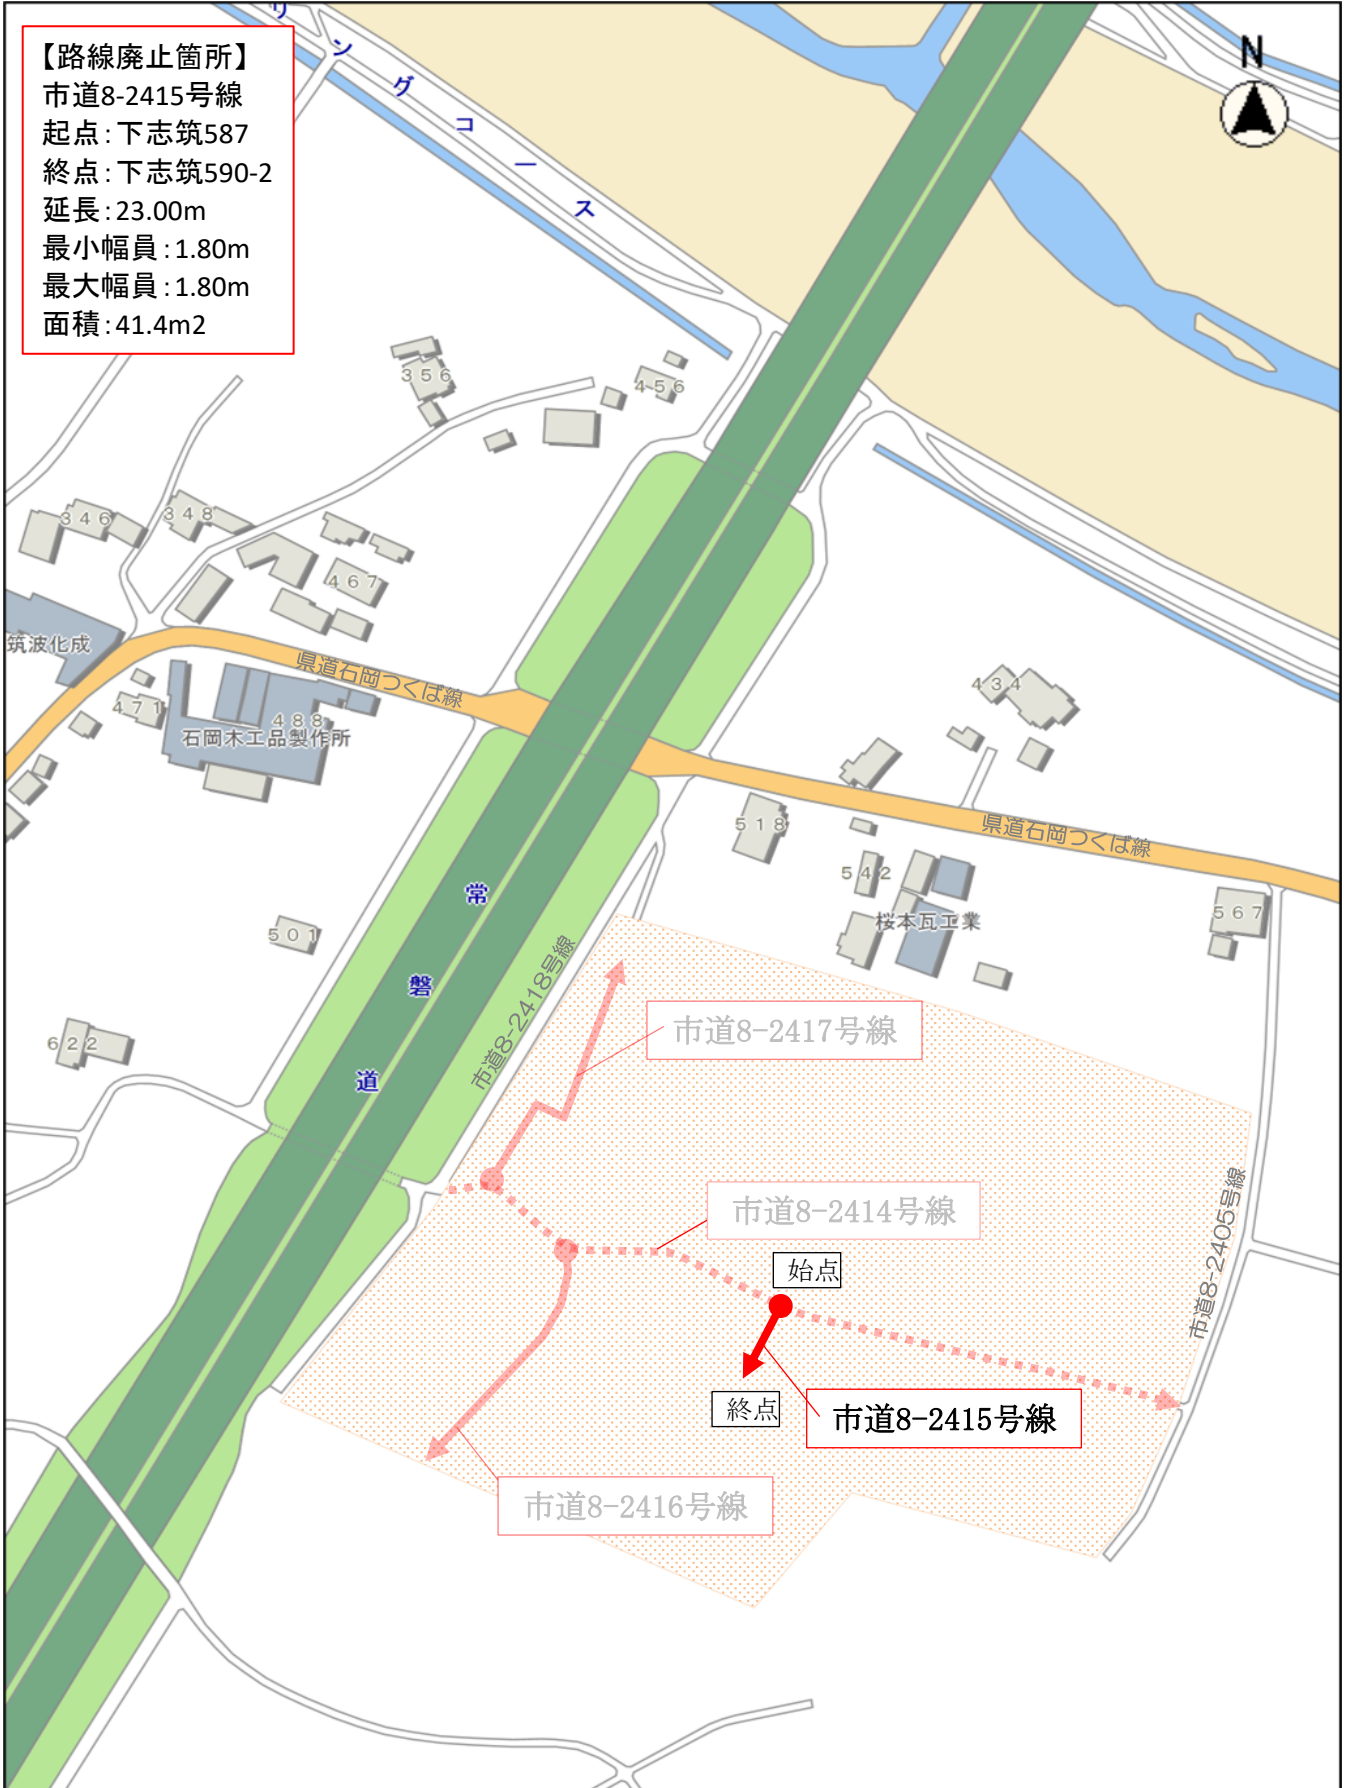 【路線廃止箇所】
市道8-2415号線
起点:下志筑587
終点:下志筑590-2
延長:23.00m
最小幅員:1.80m
最大幅員:1.80m
面積:41.4m2
N
リングコース
356
456
346
348
467
筑波化成
県道石岡つくば線
471
488
石岡木工品製作所
434
518
県道石岡つくば線
542
桜本瓦工業
567
501
常磐道
市道8-2418号線
622
市道8-2417号線
市道8-2414号線
市道8-2405号線
始点
終点
市道8-2415号線
市道8-2416号線